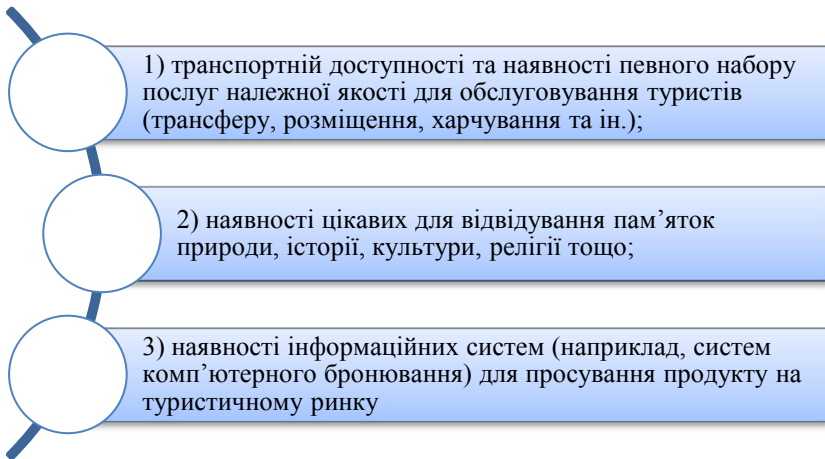 1) транспортній доступності та наявності певного набору
послуг належної якості для обслуговування туристів
(трансферу, розміщення, харчування та ін.);
2) наявності цікавих для відвідування пам’яток
природи, історії, культури, релігії тощо;
3) наявності інформаційних систем (наприклад, систем
комп’ютерного бронювання) для просування продукту на
туристичному ринку